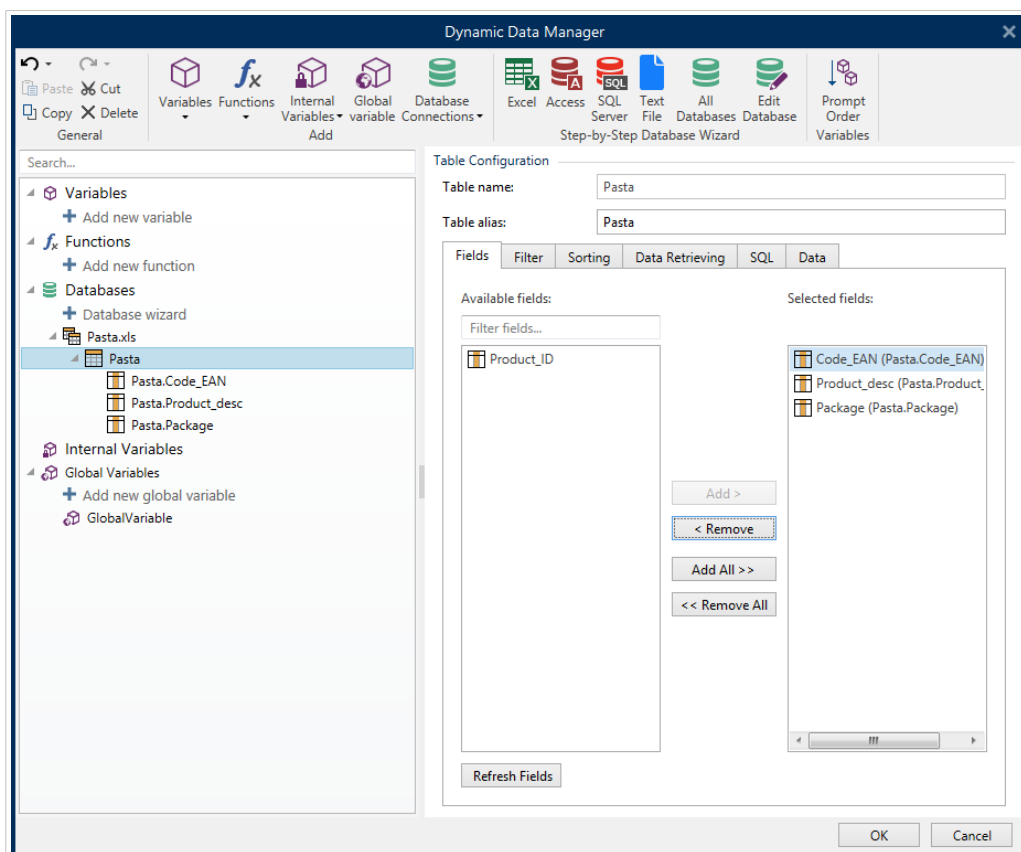 Dynamic Data Manager
Paste Cut
Copy Delete
General
Variables Functions Internal Variables Global variable Database Connections
Add
Excel Access SQL Server Text File All Databases Edit Database
Step-by-Step Database Wizard
Prompt Order
Variables
Search...
Variables
Add new variable
Functions
Add new function
Databases
Database wizard
Pasta.xls
Pasta
Pasta.Code_EAN
Pasta.Product_desc
Pasta.Package
Internal Variables
Global Variables
Add new global variable
GlobalVariable
Table Configuration
Table name: Pasta
Table alias: Pasta
Fields Filter Sorting Data Retrieving SQL Data
Available fields:
Filter fields...
Product_ID
Selected fields:
Code_EAN (Pasta.Code_EAN)
Product_desc (Pasta.Product_
Package (Pasta.Package)
Add >
< Remove
Add All >>
<< Remove All
Refresh Fields
OK Cancel